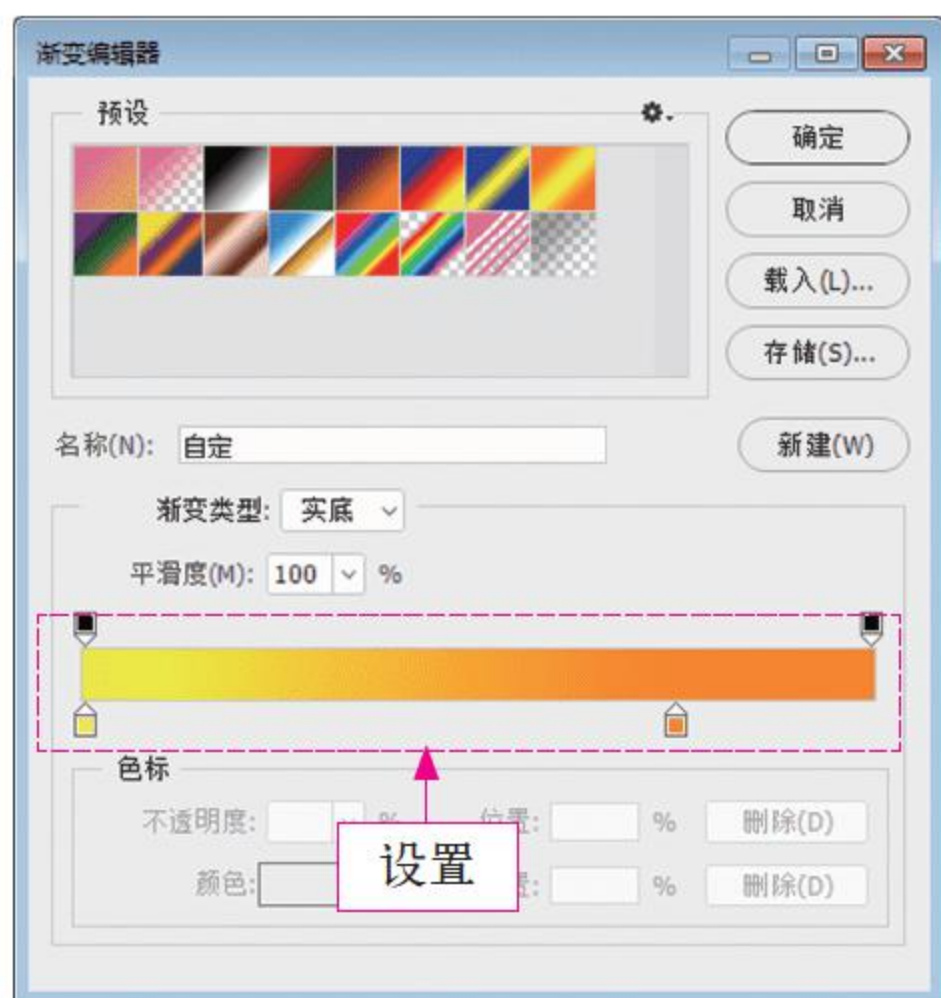 渐变编辑器
预设
确定
取消
载入(L)...
存储(S)...
名称(N): 自定
新建(W)
渐变类型: 实底
平滑度(M): 100 %
色标
不透明度: % 位置: % 删除(D)
颜色: % 删除(D)
设置